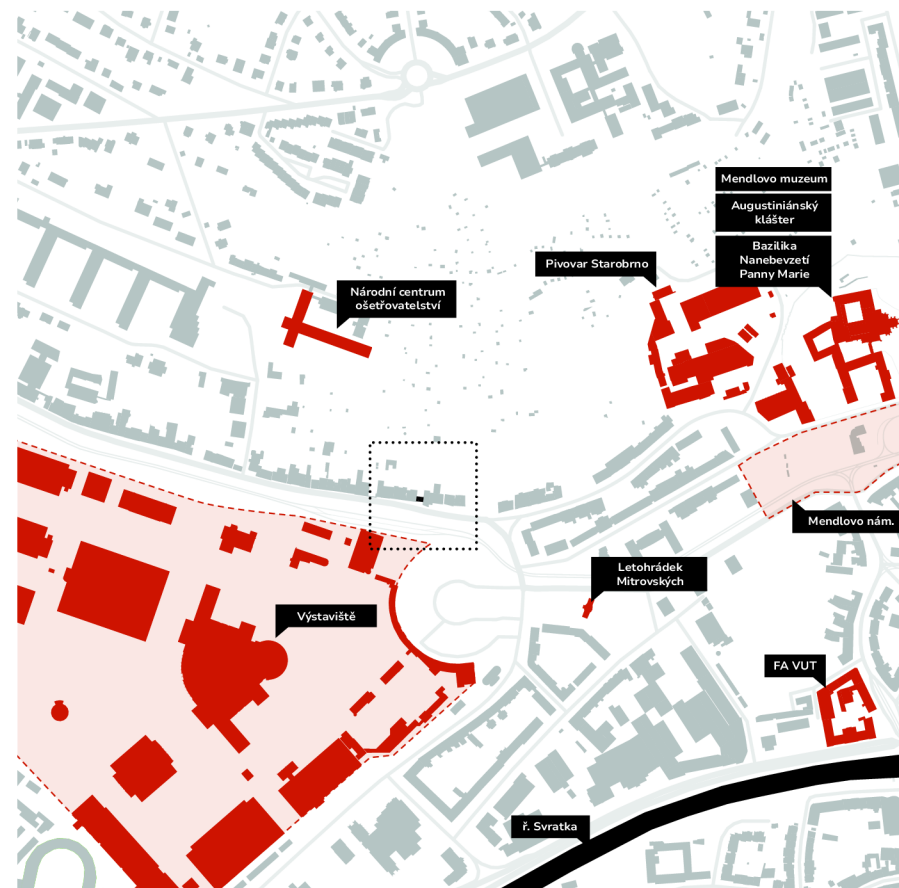 Mendlovo muzeum
Augustiniánský
klášter
Bazilika
Nanebevzetí
Panny Marie
Pivovar Starobrno
Národní centrum
ošetřovatelství
Mendlovo nám.
Letohrádek
Mitrovských
Výstaviště
FA VUT
ř. Svratka